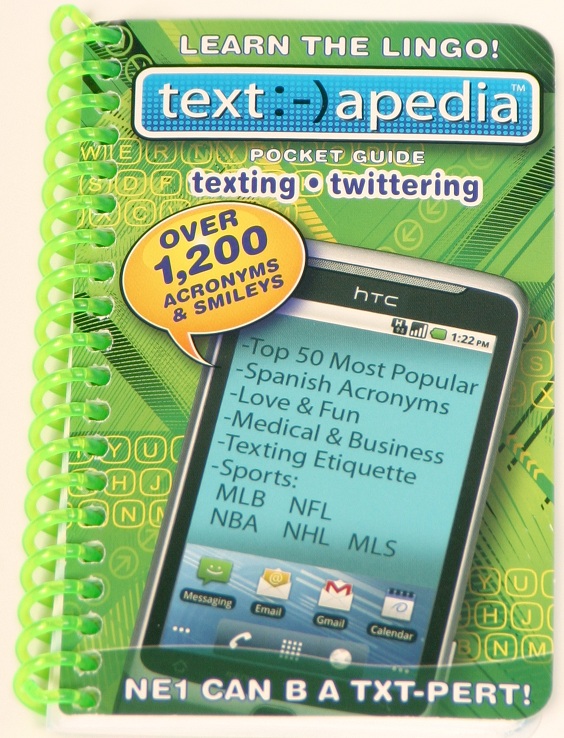 LEARN THE LINGO!
text:-)apedia™
POCKET GUIDE
texting • twittering
OVER
1,200
ACRONYMS
& SMILEYS
hTC
H 1:22 PM
-Top 50 Most Popular
-Spanish Acronyms
-Love & Fun
-Medical & Business
-Texting Etiquette
-Sports:
MLB NFL
NBA NHL MLS
Messaging Email Gmail Calendar
NE1 CAN B A TXT-PERT!